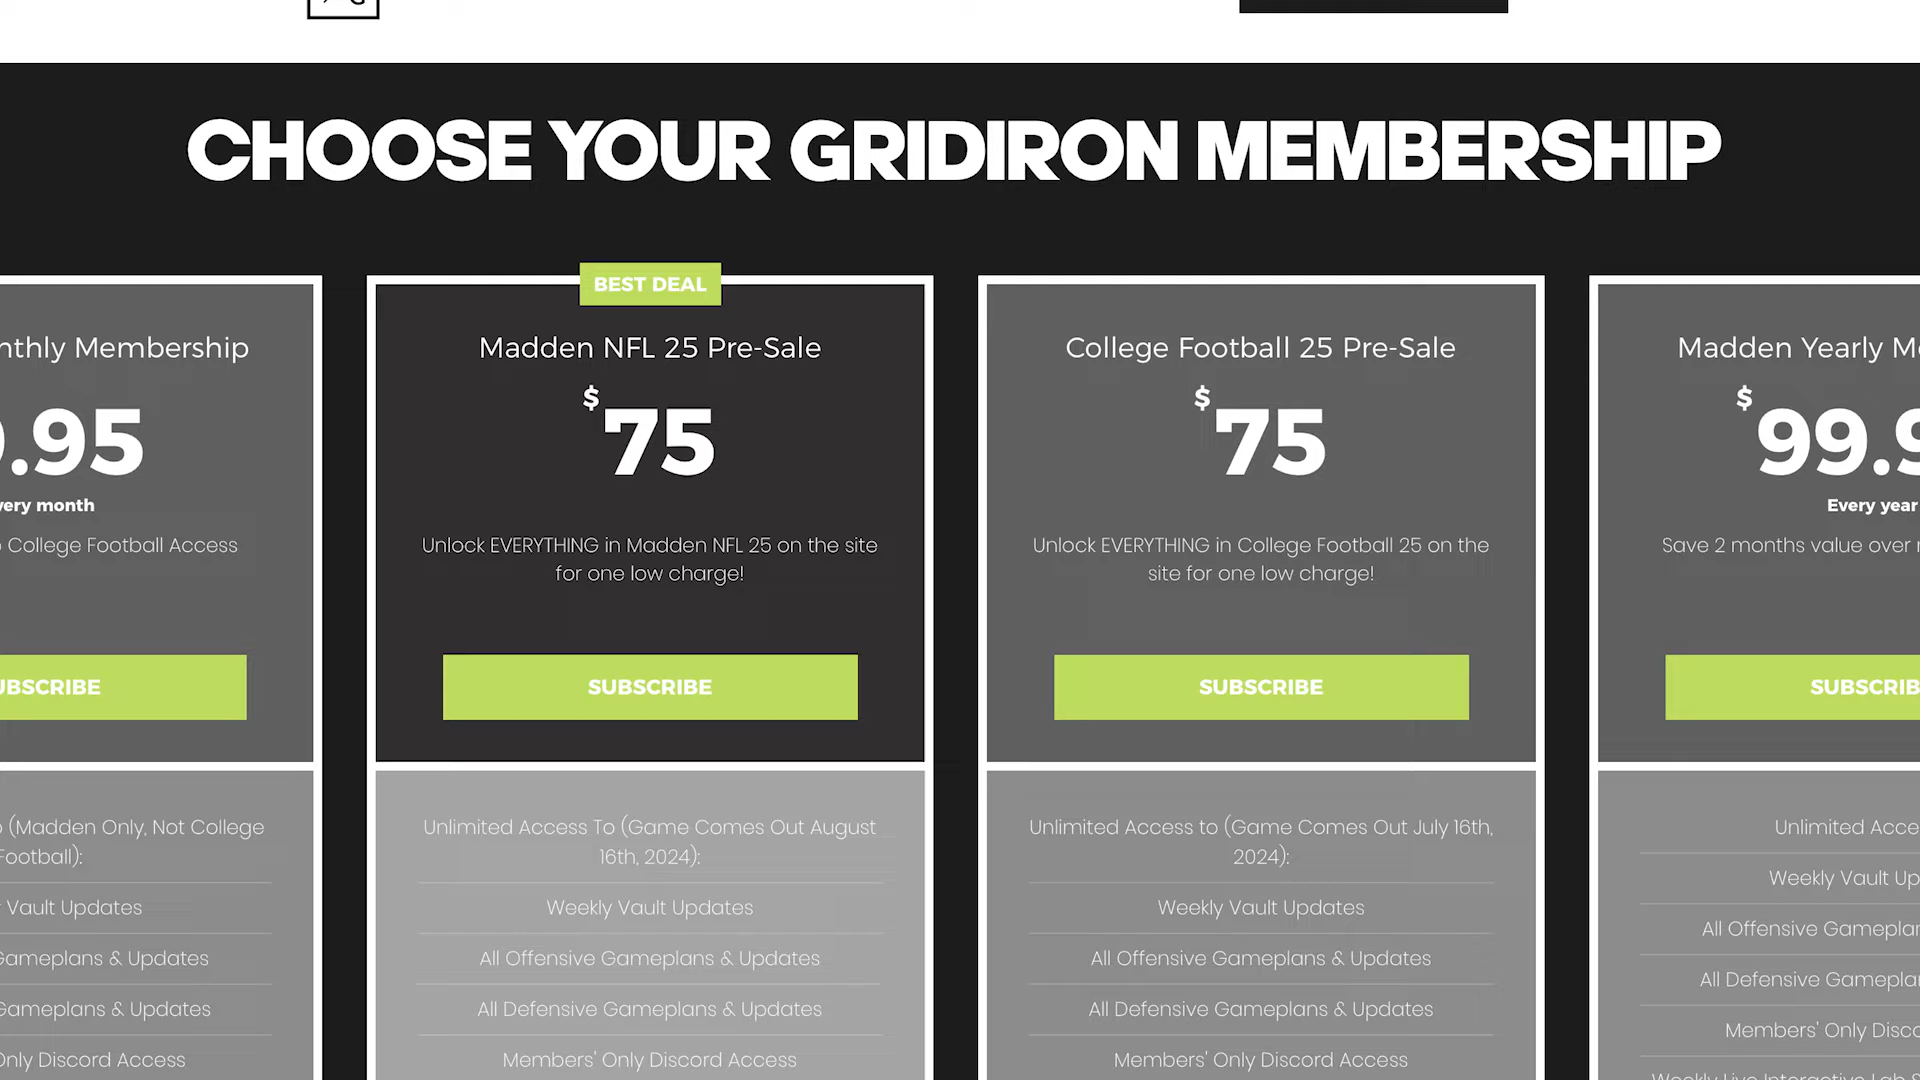 CHOOSE YOUR GRIDIRON MEMBERSHIP
nthly Membership
.95
very month
College Football Access
UBSCRIBE
(Madden Only, Not College
Football):
Vault Updates
Gameplans & Updates
Gameplans & Updates
Only Discord Access
BEST DEAL
Madden NFL 25 Pre-Sale
$75
Unlock EVERYTHING in Madden NFL 25 on the site
for one low charge!
SUBSCRIBE
Unlimited Access To (Game Comes Out August
16th, 2024):
Weekly Vault Updates
All Offensive Gameplans & Updates
All Defensive Gameplans & Updates
Members' Only Discord Access
College Football 25 Pre-Sale
$75
Unlock EVERYTHING in College Football 25 on the
site for one low charge!
SUBSCRIBE
Unlimited Access to (Game Comes Out July 16th,
2024):
Weekly Vault Updates
All Offensive Gameplans & Updates
All Defensive Gameplans & Updates
Members' Only Discord Access
Madden Yearly M
$99.9
Every year
Save 2 months value over
SUBSCRIB
Unlimited Acce
Weekly Vault Up
All Offensive Gamepla
All Defensive Gamepla
Members' Only Disc